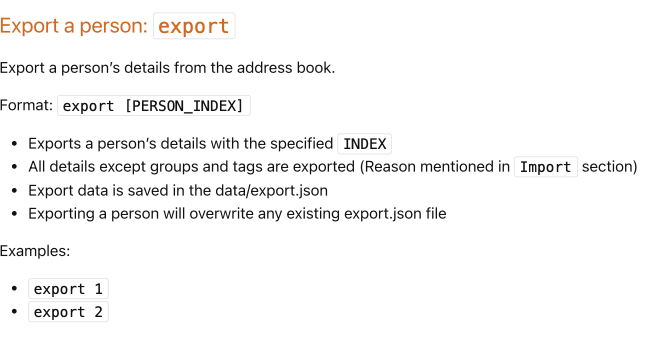 Export a person: export
Export a person's details from the address book.
Format: export [PERSON_INDEX]
• Exports a person's details with the specified INDEX
• All details except groups and tags are exported (Reason mentioned in Import section)
• Export data is saved in the data/export.json
• Exporting a person will overwrite any existing export.json file
Examples:
• export 1
• export 2